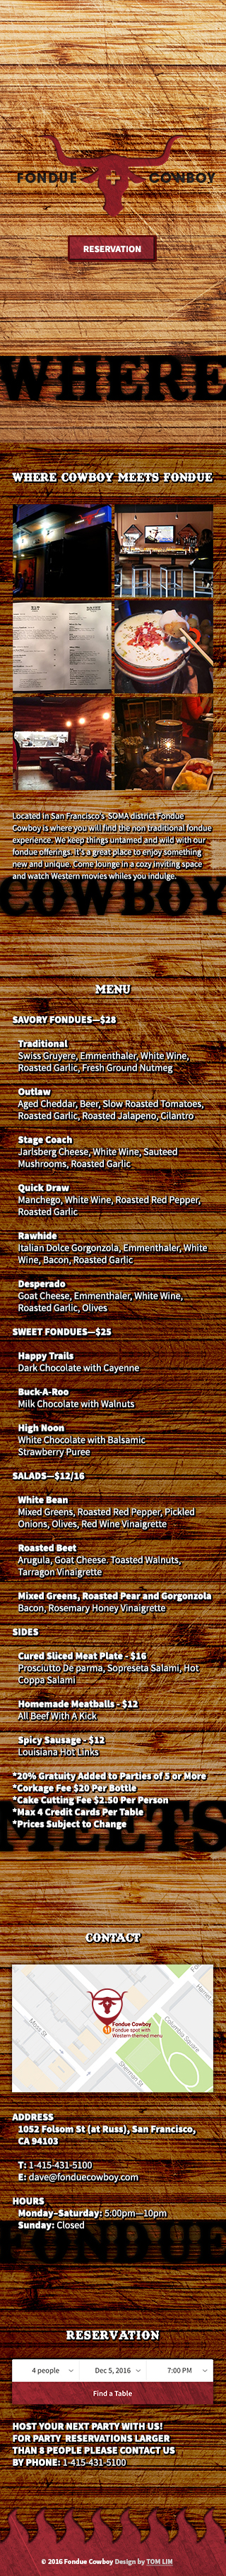 FONDUE COWBOY
RESERVATION
WHERE
WHERE COWBOY MEETS FONDUE
EAT
Located in San Francisco's SOMA district Fondue
Cowboy is where you will find the non traditional fondue
experience. We keep things untamed and wild with our
fondue offerings. It's a great place to enjoy something
new and unique. Come lounge in a cozy inviting space
and watch Western movies whiles you indulge.
COWBOY
MENU
SAVORY FONDUES—$28
Traditional
Swiss Gruyere, Emmenthaler, White Wine,
Roasted Garlic, Fresh Ground Nutmeg
Outlaw
Aged Cheddar, Beer, Slow Roasted Tomatoes,
Roasted Garlic, Roasted Jalapeno, Cilantro
Stage Coach
Jarlsberg Cheese, White Wine, Sauteed
Mushrooms, Roasted Garlic
Quick Draw
Manchego, White Wine, Roasted Red Pepper,
Roasted Garlic
Rawhide
Italian Dolce Gorgonzola, Emmenthaler, White
Wine, Bacon, Roasted Garlic
Desperado
Goat Cheese, Emmenthaler, White Wine,
Roasted Garlic, Olives
SWEET FONDUES—$25
Happy Trails
Dark Chocolate with Cayenne
Buck-A-Roo
Milk Chocolate with Walnuts
High Noon
White Chocolate with Balsamic
Strawberry Puree
SALADS—$12/16
White Bean
Mixed Greens, Roasted Red Pepper, Pickled
Onions, Olives, Red Wine Vinaigrette
Roasted Beet
Arugula, Goat Cheese. Toasted Walnuts,
Tarragon Vinaigrette
Mixed Greens, Roasted Pear and Gorgonzola
Bacon, Rosemary Honey Vinaigrette
SIDES
Cured Sliced Meat Plate - $16
Prosciutto De parma, Sopreseta Salami, Hot
Coppa Salami
Homemade Meatballs - $12
All Beef With A Kick
Spicy Sausage - $12
Louisiana Hot Links
*20% Gratuity Added to Parties of 5 or More
*Corkage Fee $20 Per Bottle
*Cake Cutting Fee $2.50 Per Person
*Max 4 Credit Cards Per Table
*Prices Subject to Change
MEETS
CONTACT
Fondue Cowboy
Fondue spot with
Western-themed menu
Moss St
Columbia Square
Sherman St
ADDRESS
1052 Folsom St (at Russ), San Francisco,
CA 94103
T: 1-415-431-5100
E: dave@fonduecowboy.com
HOURS
Monday–Saturday: 5:00pm—10pm
Sunday: Closed
FONDUE
RESERVATION
4 people Dec 5, 2016 7:00 PM
Find a Table
HOST YOUR NEXT PARTY WITH US!
FOR PARTY RESERVATIONS LARGER
THAN 8 PEOPLE PLEASE CONTACT US
BY PHONE: 1-415-431-5100
© 2016 Fondue Cowboy Design by TOM LIM